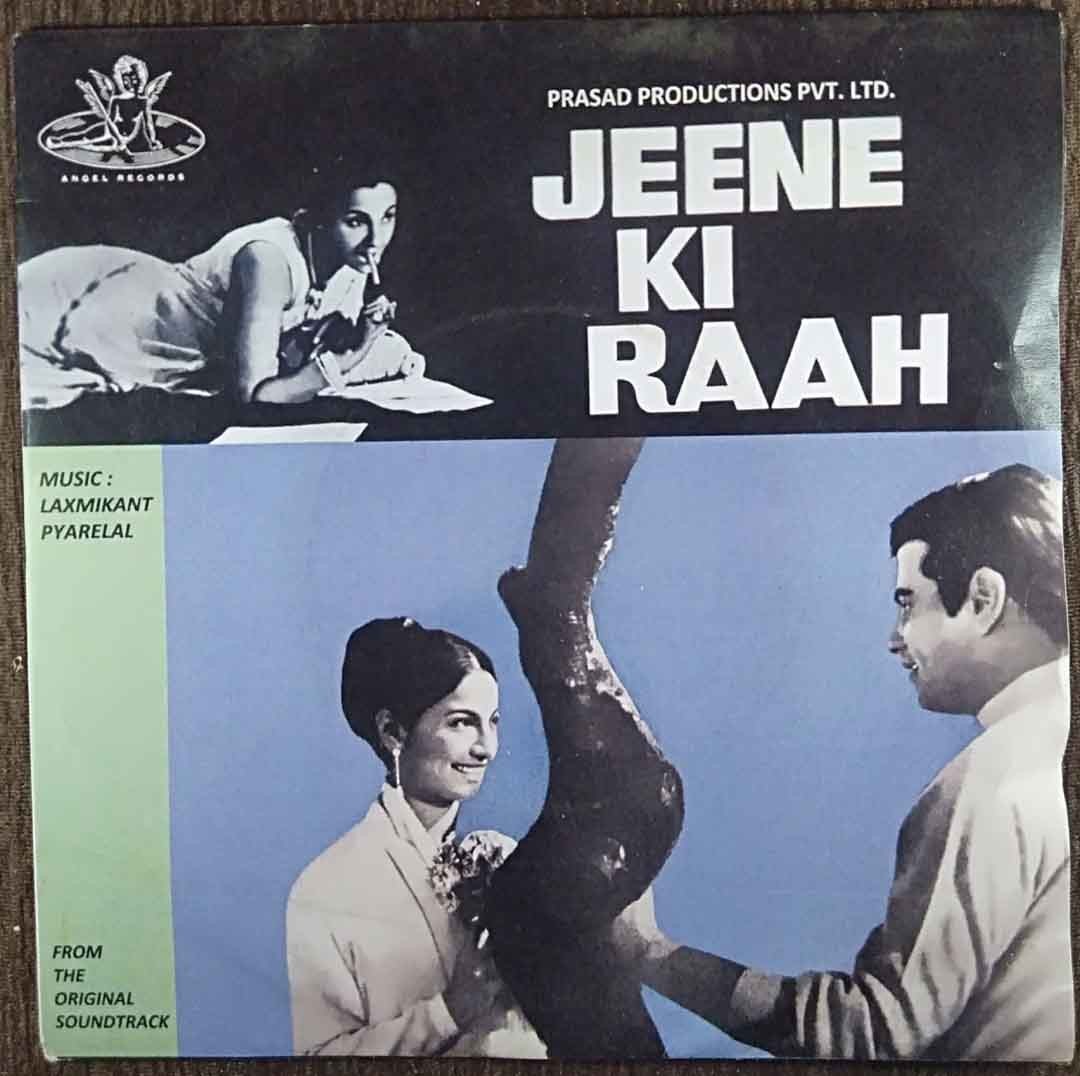 ANGEL RECORDS
PRASAD PRODUCTIONS PVT. LTD.
JEENE
KI
RAAH
MUSIC :
LAXMIKANT
PYARELAL
FROM
THE
ORIGINAL
SOUNDTRACK